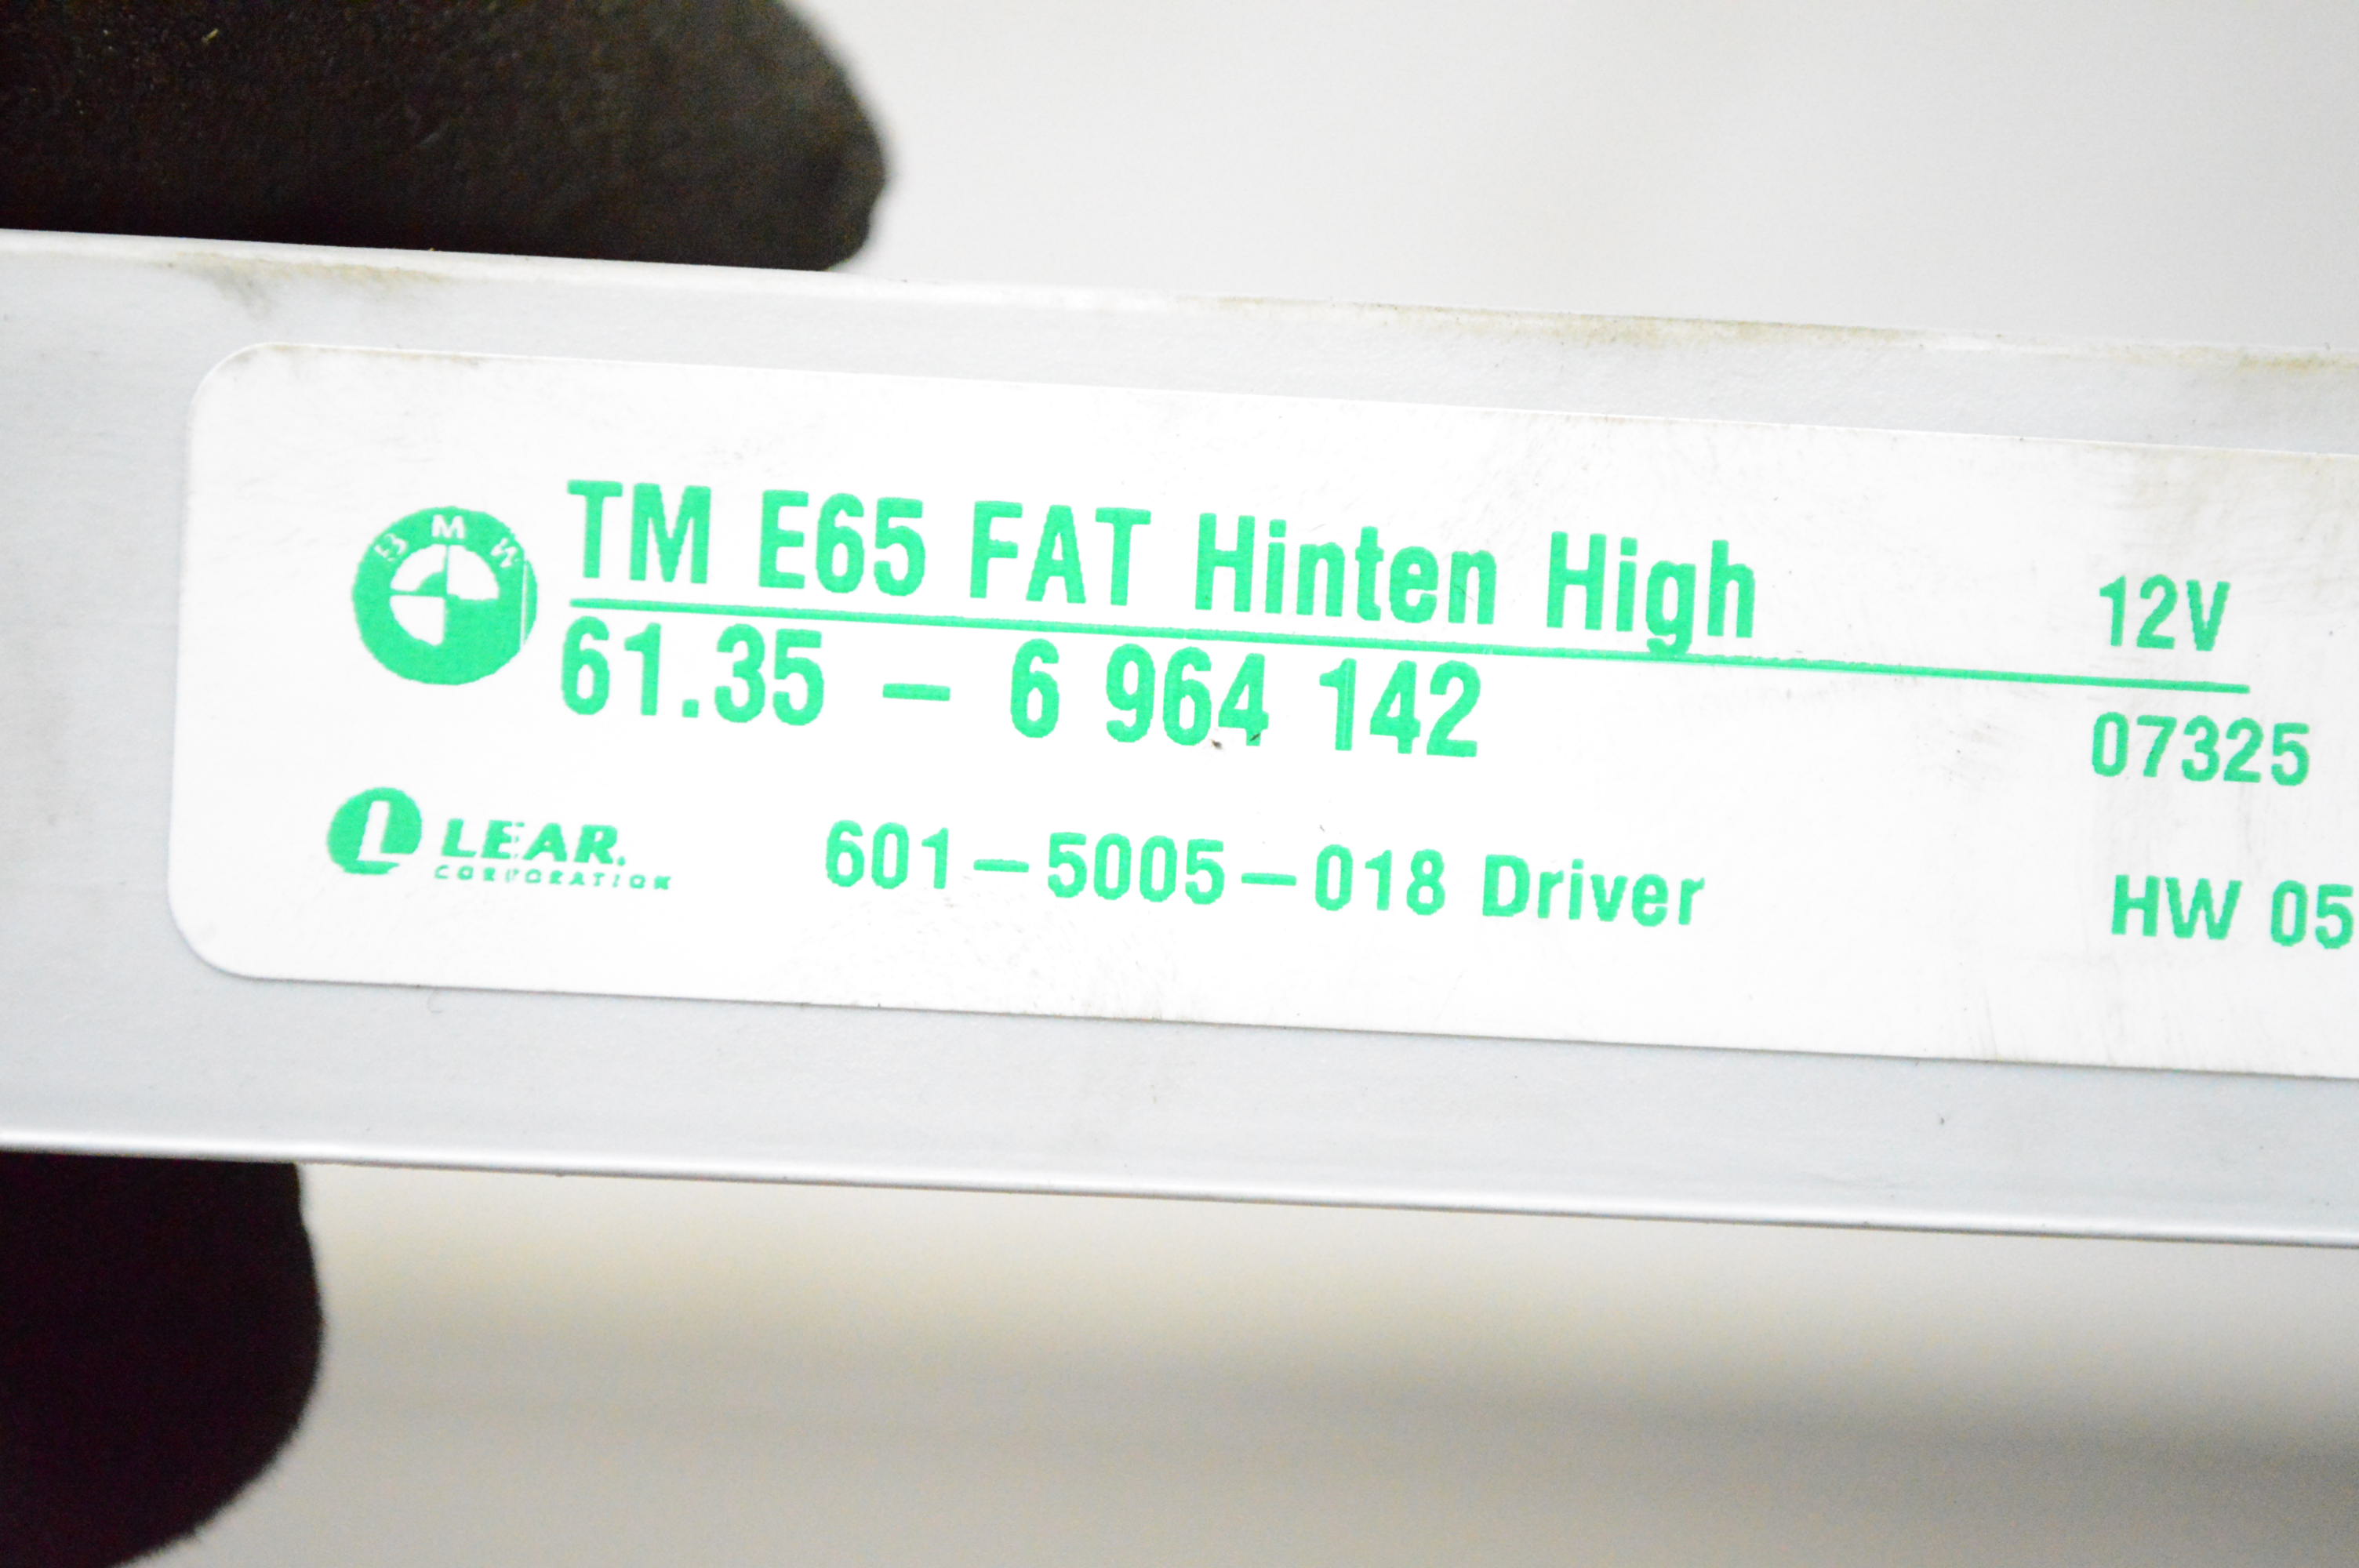 BMW
TM E65 FAT Hinten High 12V
61.35 – 6 964 142 07325
LEAR.
CORPORATION
601–5005–018 Driver HW 05